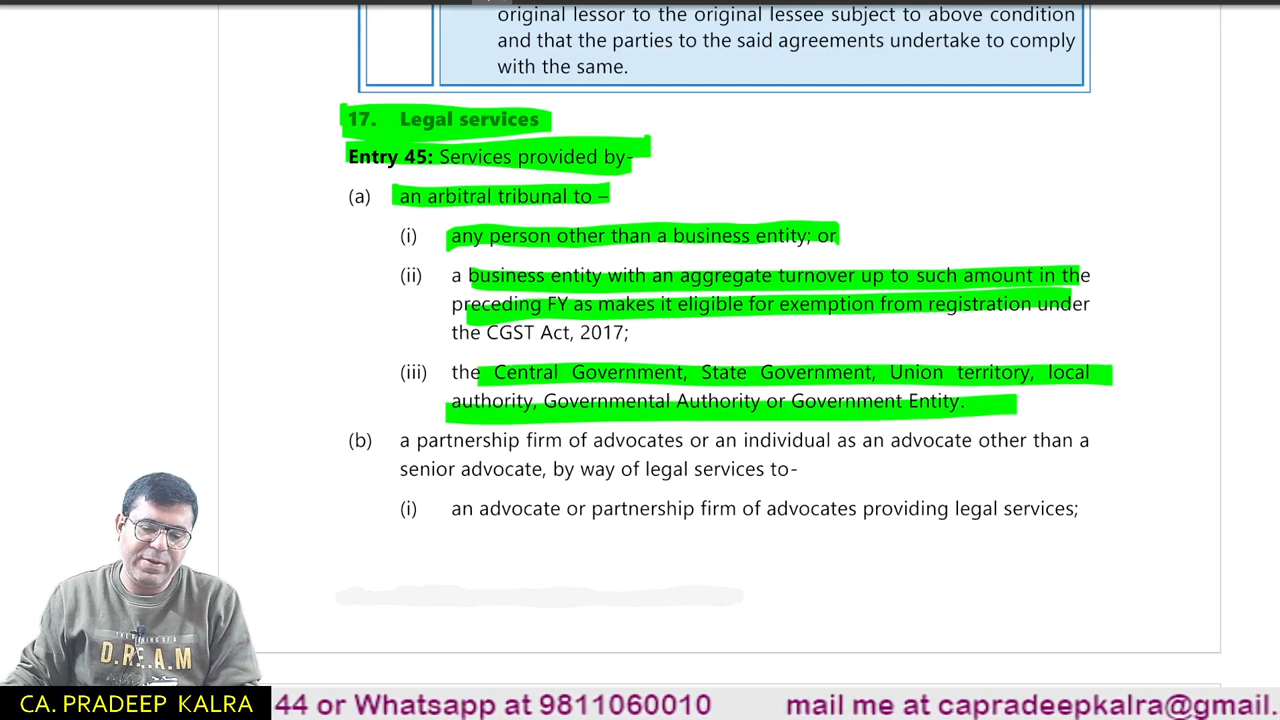 original lessor to the original lessee subject to above condition
and that the parties to the said agreements undertake to comply
with the same.
17. Legal services
Entry 45: Services provided by-
(a) an arbitral tribunal to –
(i) any person other than a business entity; or
(ii) a business entity with an aggregate turnover up to such amount in the
preceding FY as makes it eligible for exemption from registration under
the CGST Act, 2017;
(iii) the Central Government, State Government, Union territory, local
authority, Governmental Authority or Government Entity.
(b) a partnership firm of advocates or an individual as an advocate other than a
senior advocate, by way of legal services to-
(i) an advocate or partnership firm of advocates providing legal services;
D.R.E.A.M
CA. PRADEEP KALRA 44 or Whatsapp at 9811060010 mail me at capradeepkalra@gmail.